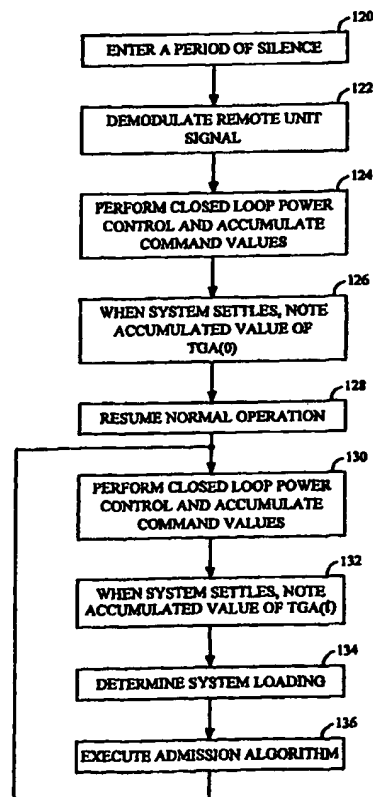 120
ENTER A PERIOD OF SILENCE
122
DEMODULATE REMOTE UNIT
SIGNAL
124
PERFORM CLOSED LOOP POWER
CONTROL AND ACCUMULATE
COMMAND VALUES
126
WHEN SYSTEM SETTLES, NOTE
ACCUMULATED VALUE OF
TGA(0)
128
RESUME NORMAL OPERATION
130
PERFORM CLOSED LOOP POWER
CONTROL AND ACCUMULATE
COMMAND VALUES
132
WHEN SYSTEM SETTLES, NOTE
ACCUMULATED VALUE OF TGA(t)
134
DETERMINE SYSTEM LOADING
136
EXECUTE ADMISSION ALGORITHM